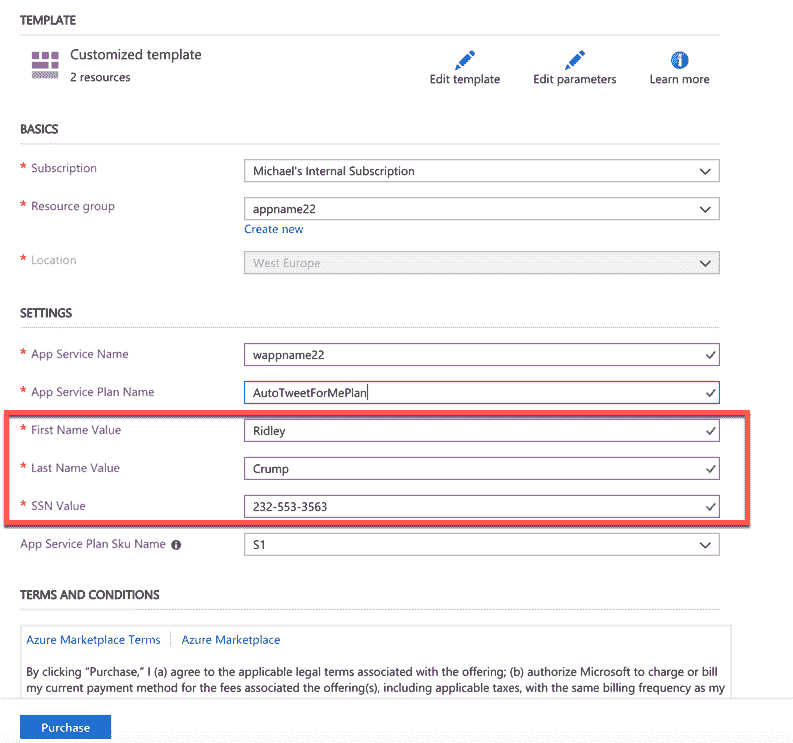 TEMPLATE
Customized template
2 resources
Edit template
Edit parameters
Learn more
BASICS
* Subscription
Michael's Internal Subscription
* Resource group
appname22
Create new
* Location
West Europe
SETTINGS
* App Service Name
wappname22
* App Service Plan Name
AutoTweetForMePlan
* First Name Value
Ridley
* Last Name Value
Crump
* SSN Value
232-553-3563
App Service Plan Sku Name
S1
TERMS AND CONDITIONS
Azure Marketplace Terms
Azure Marketplace
By clicking “Purchase,” I (a) agree to the applicable legal terms associated with the offering; (b) authorize Microsoft to charge or bill
my current payment method for the fees associated the offering(s), including applicable taxes, with the same billing frequency as my
Purchase